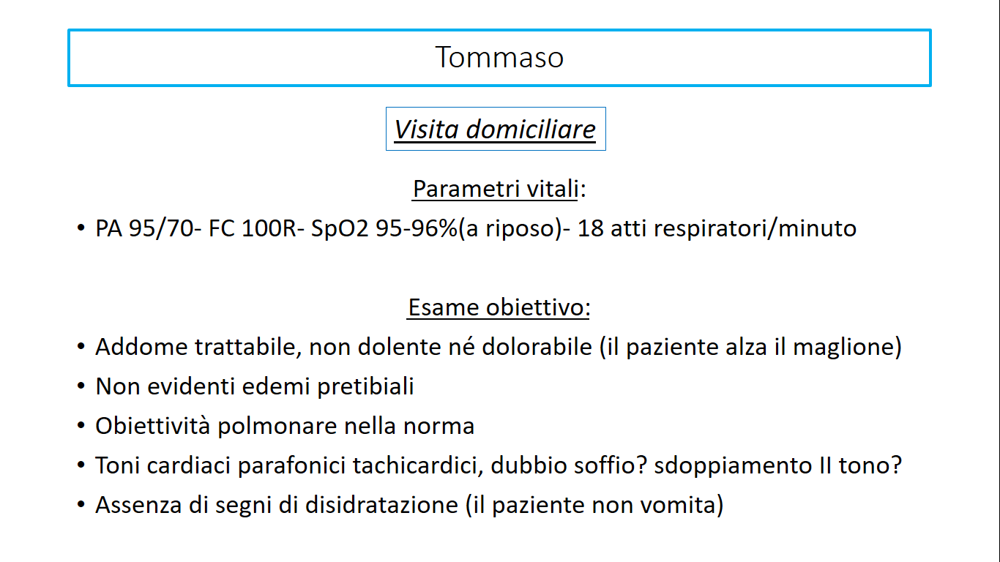 Tommaso
Visita domiciliare
Parametri vitali:
• PA 95/70- FC 100R- SpO2 95-96%(a riposo)- 18 atti respiratori/minuto
Esame obiettivo:
• Addome trattabile, non dolente né dolorabile (il paziente alza il maglione)
• Non evidenti edemi pretibiali
• Obiettività polmonare nella norma
• Toni cardiaci parafonici tachicardici, dubbio soffio? sdoppiamento II tono?
• Assenza di segni di disidratazione (il paziente non vomita)